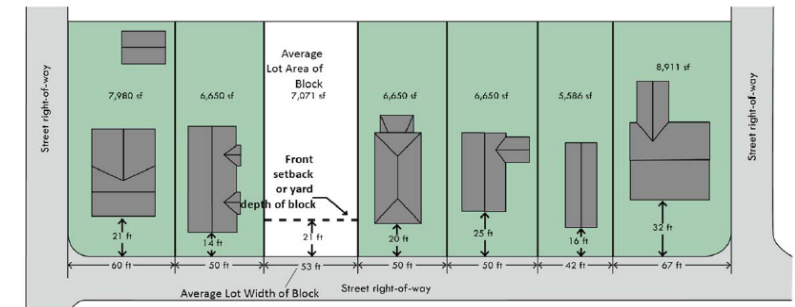 Street right-of-way
Average
Lot Area of
Block
7,071 sf
7,980 sf
6,650 sf
6,650 sf
6,650 sf
5,586 sf
8,911 sf
Street right-of-way
Front
setback
or yard
depth of block
21 ft
14 ft
21 ft
20 ft
25 ft
16 ft
32 ft
60 ft
50 ft
53 ft
50 ft
50 ft
42 ft
67 ft
Average Lot Width of Block
Street right-of-way